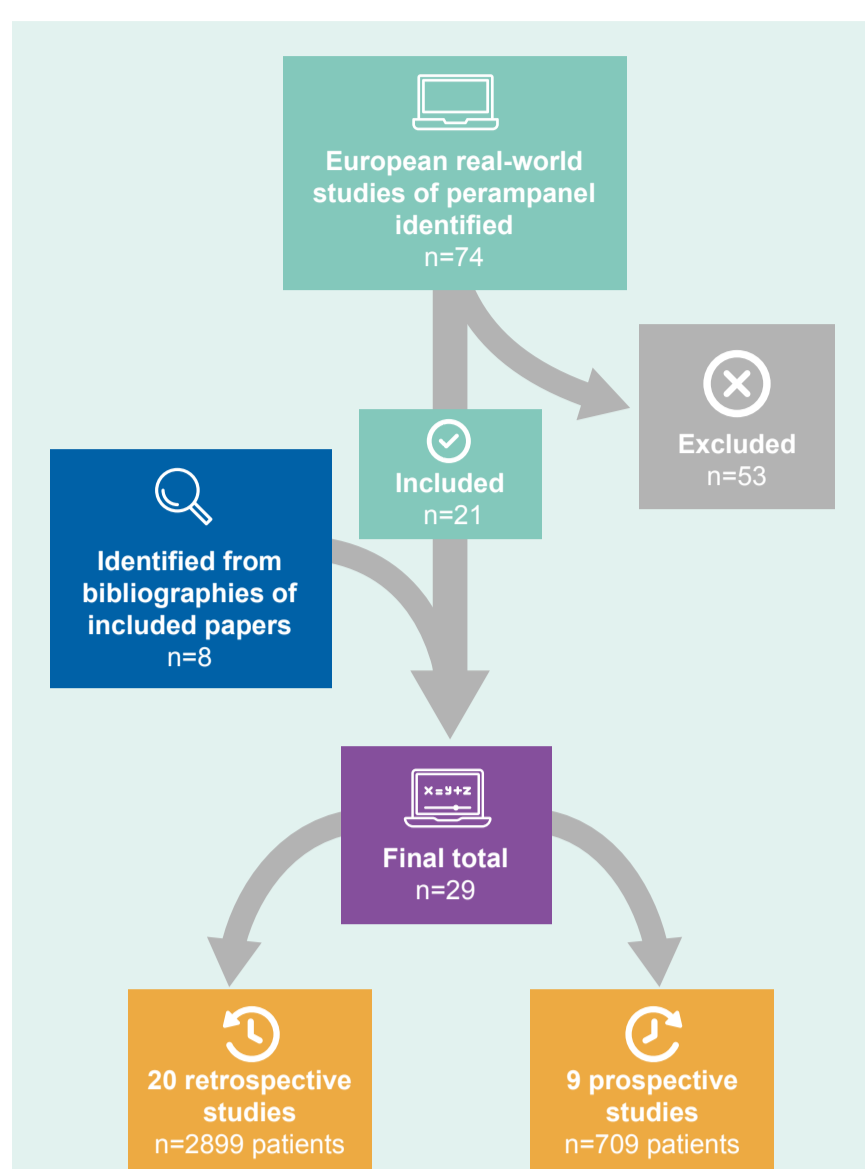 European real-world
studies of perampanel
identified
n=74
Excluded
n=53
Included
n=21
Identified from
bibliographies of
included papers
n=8
x=y+z
Final total
n=29
20 retrospective
studies
n=2899 patients
9 prospective
studies
n=709 patients